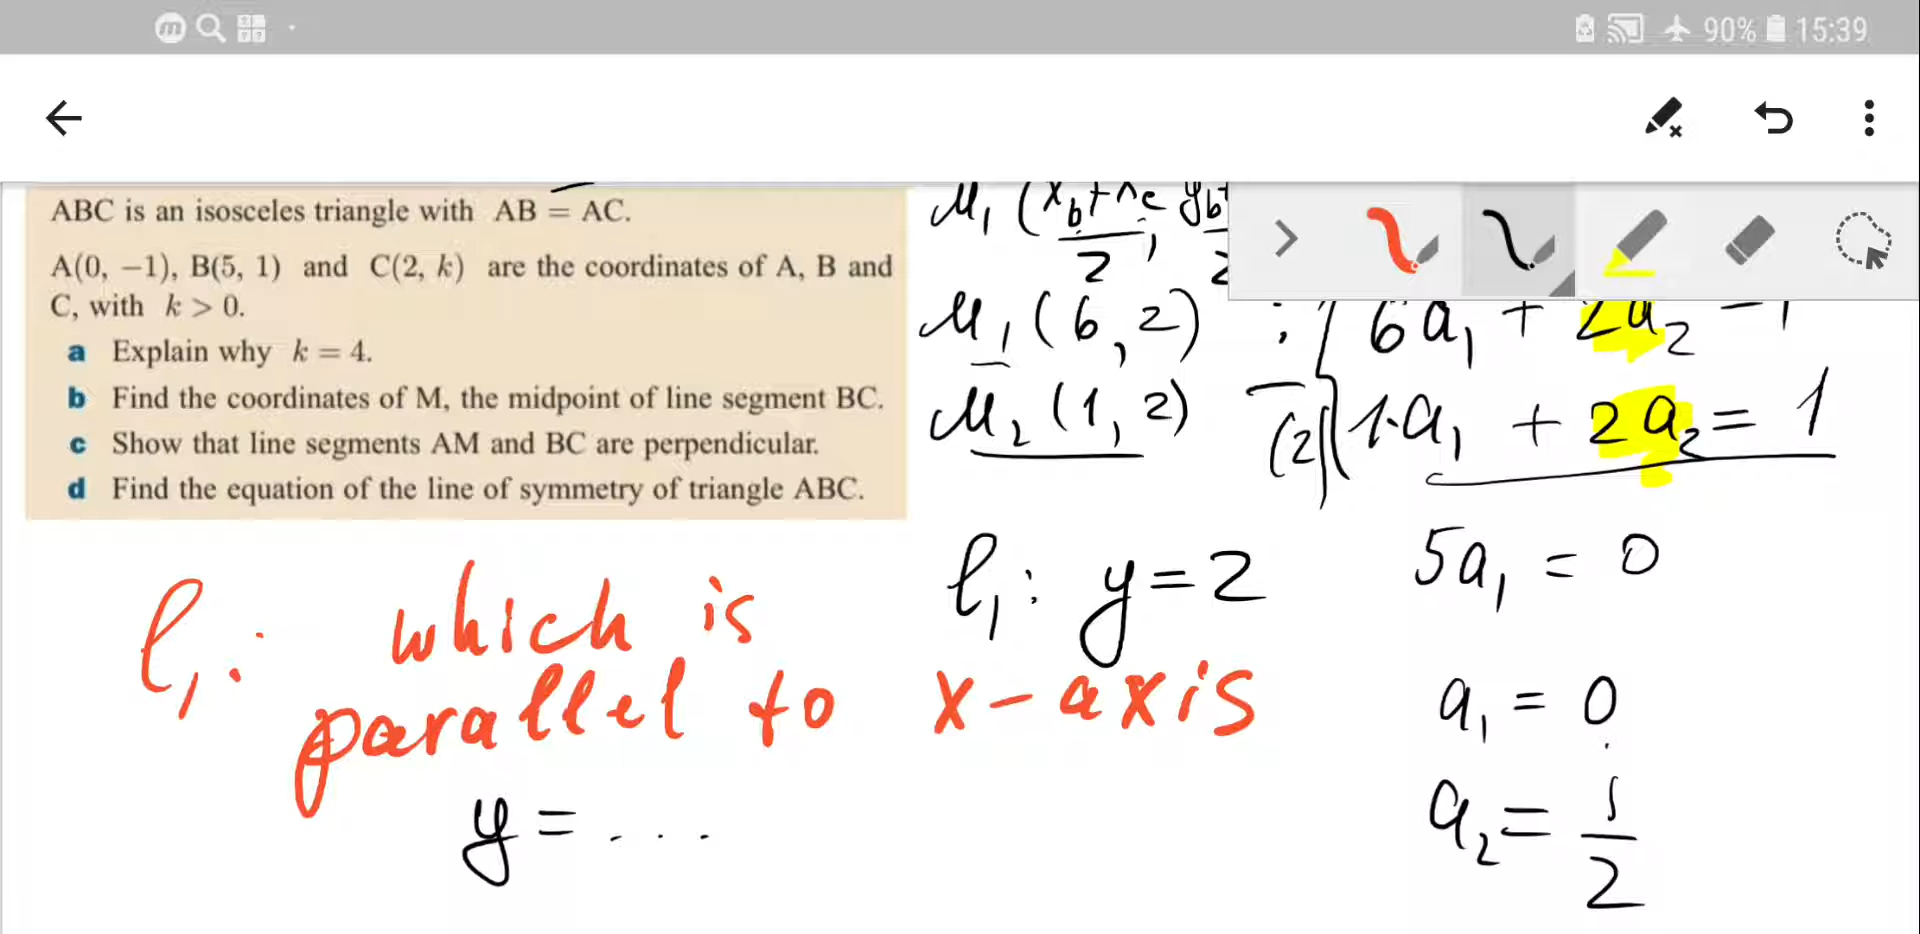 90% 15:39
ABC is an isosceles triangle with AB = AC.
A(0, −1), B(5, 1) and C(2, k) are the coordinates of A, B and
C, with k > 0.
a Explain why k = 4.
b Find the coordinates of M, the midpoint of line segment BC.
c Show that line segments AM and BC are perpendicular.
d Find the equation of the line of symmetry of triangle ABC.
M₁(6, 2)
M₂(1, 2)
6a₁ + 2a₂
(2) 1·a₁ + 2a₂ = 1
l₁: y=2
5a₁ = 0
a₁ = 0
a₂ = 1/2
l₁: which is
parallel to x-axis
y = ....